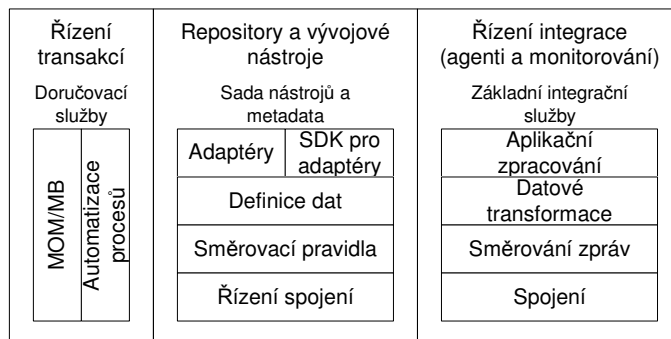 Řízení
transakcí
Doručovací
služby
MOM/MB
Automatizace
procesů
Repository a vývojové
nástroje
Sada nástrojů a
metadata
Adaptéry
SDK pro
adaptéry
Definice dat
Směrovací pravidla
Řízení spojení
Řízení integrace
(agenti a monitorování)
Základní integrační
služby
Aplikační
zpracování
Datové
transformace
Směrování zpráv
Spojení